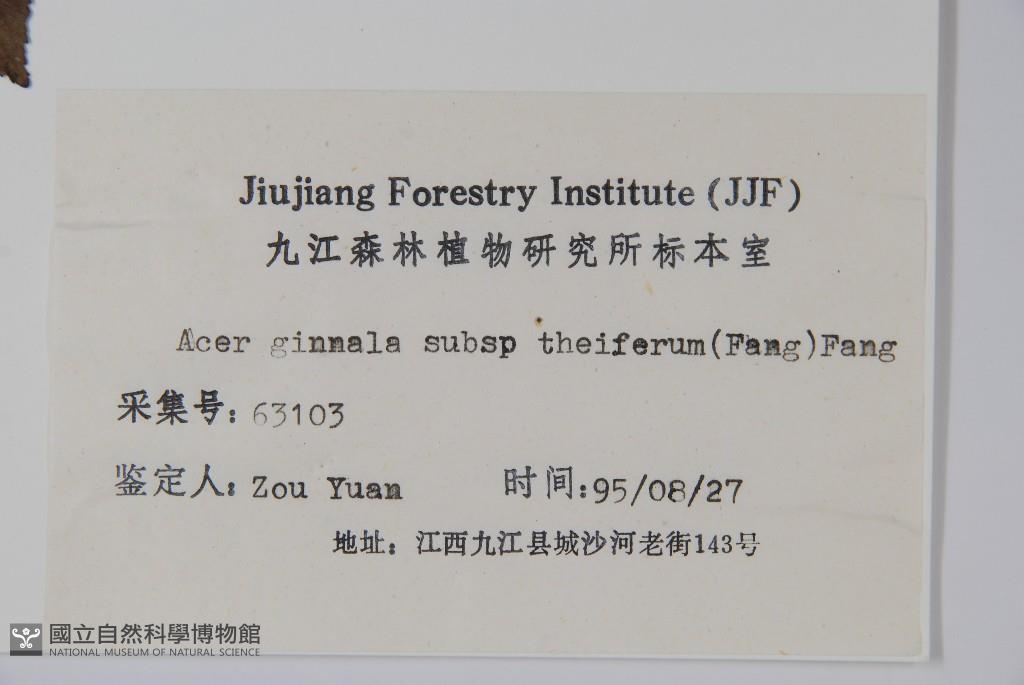 Jiujiang Forestry Institute (JJF)
九江森林植物研究所标本室
Acer ginnala subsp theiferum(Fang)Fang
采集号: 63103
鉴定人: Zou Yuan 时间:95/08/27
地址: 江西九江县城沙河老街143号
國立自然科學博物館
NATIONAL MUSEUM OF NATURAL SCIENCE